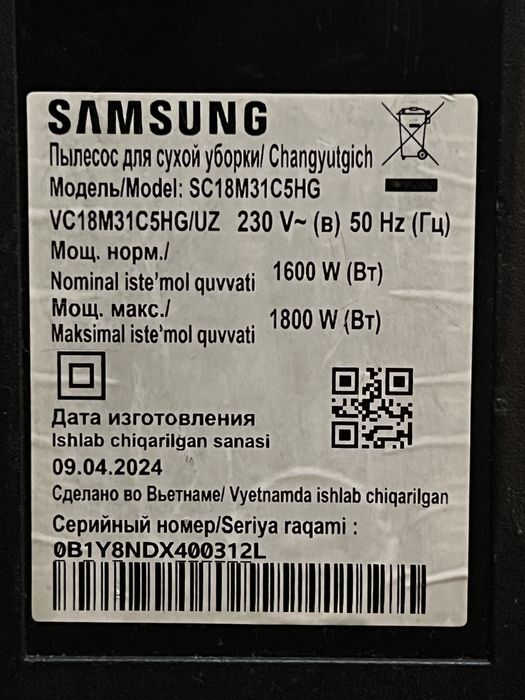 SAMSUNG
Пылесос для сухой уборки/ Changyutgich
Модель/Model: SC18M31C5HG
VC18M31C5HG/UZ 230 V~ (в) 50 Hz (Гц)
Мощ. норм./
Nominal iste'mol quvvati 1600 W (Вт)
Мощ. макс./
Maksimal iste'mol quvvati 1800 W (Вт)
Дата изготовления
Ishlab chiqarilgan sanasi
09.04.2024
Сделано во Вьетнаме/ Vyetnamda ishlab chiqarilgan
Серийный номер/Seriya raqami :
0B1Y8NDX400312L